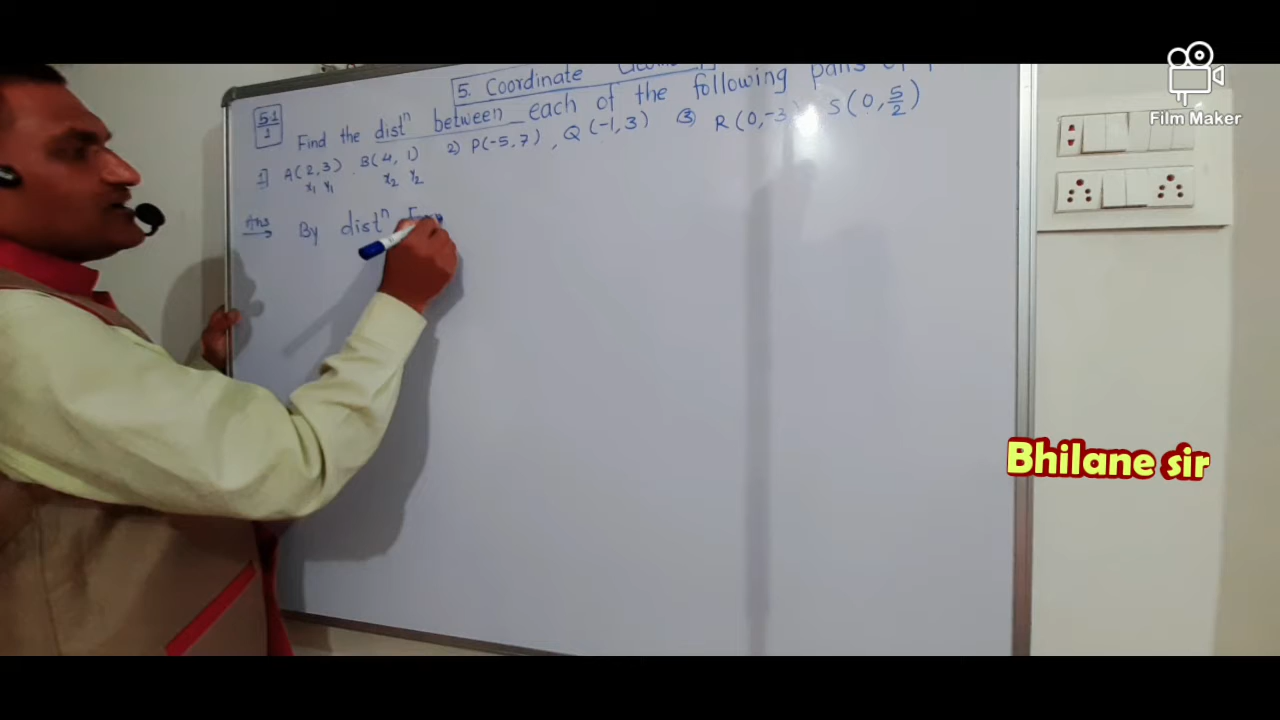 5. Coordinate
5.1
1
Find the distⁿ between each of the following pairs of
1] A(2,3) . B(4, 1) 2) P(-5,7) , Q(-1,3) ③ R(0,-3) S(0, 5/2)
x₁ y₁ x₂ y₂
Ans By distⁿ
Film Maker
Bhilane sir